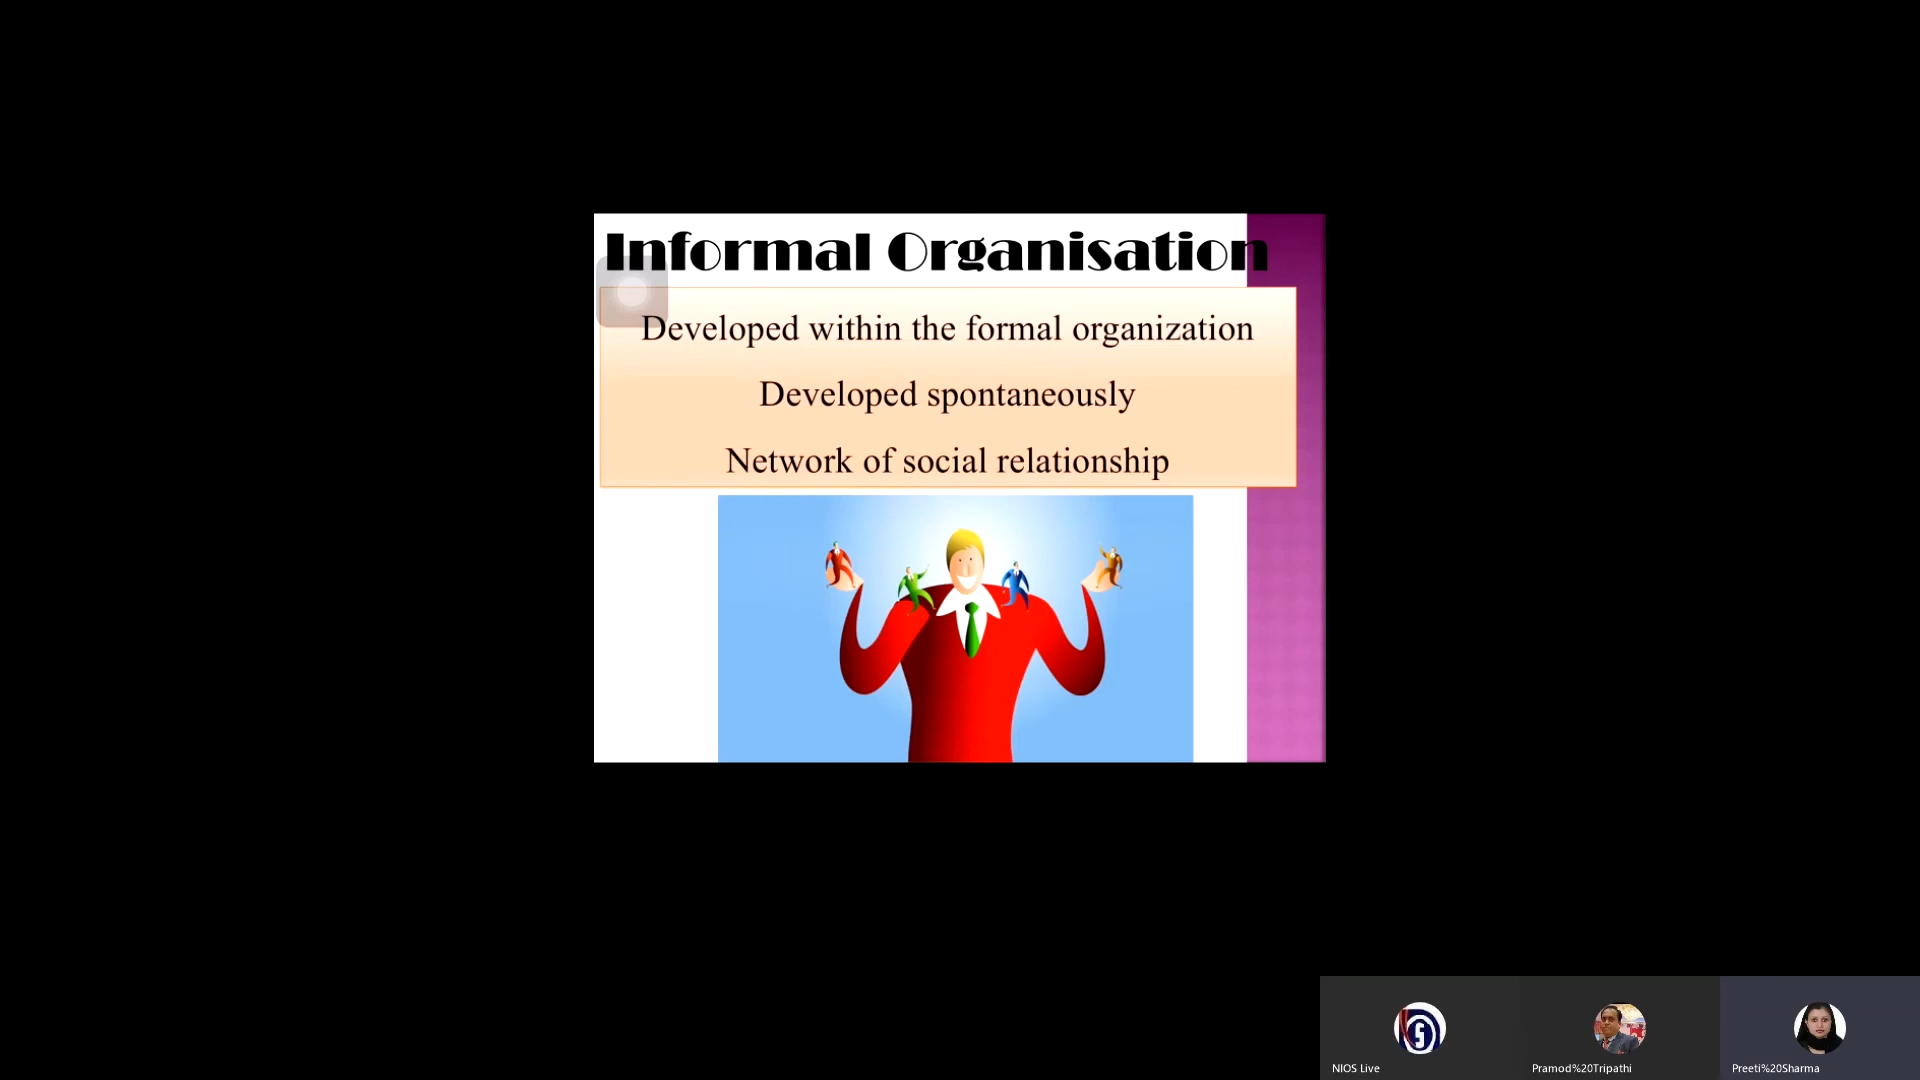 Informal Organisation
Developed within the formal organization
Developed spontaneously
Network of social relationship
NIOS Live
Pramod%20Tripathi
Preeti%20Sharma